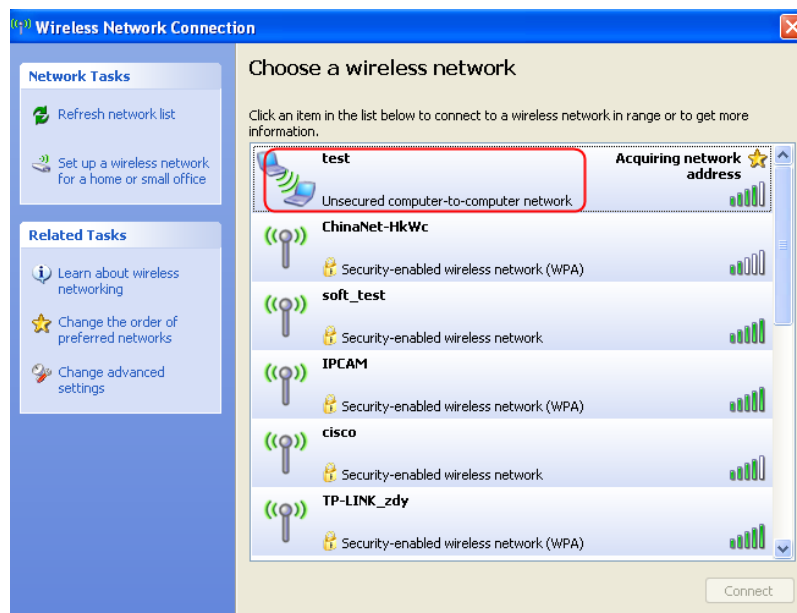 Wireless Network Connection
Network Tasks
Refresh network list
Set up a wireless network
for a home or small office
Related Tasks
Learn about wireless
networking
Change the order of
preferred networks
Change advanced
settings
Choose a wireless network
Click an item in the list below to connect to a wireless network in range or to get more
information.
test
Acquiring network
address
Unsecured computer-to-computer network
ChinaNet-HkWc
Security-enabled wireless network (WPA)
soft_test
Security-enabled wireless network
IPCAM
Security-enabled wireless network (WPA)
cisco
Security-enabled wireless network
TP-LINK_zdy
Security-enabled wireless network (WPA)
Connect